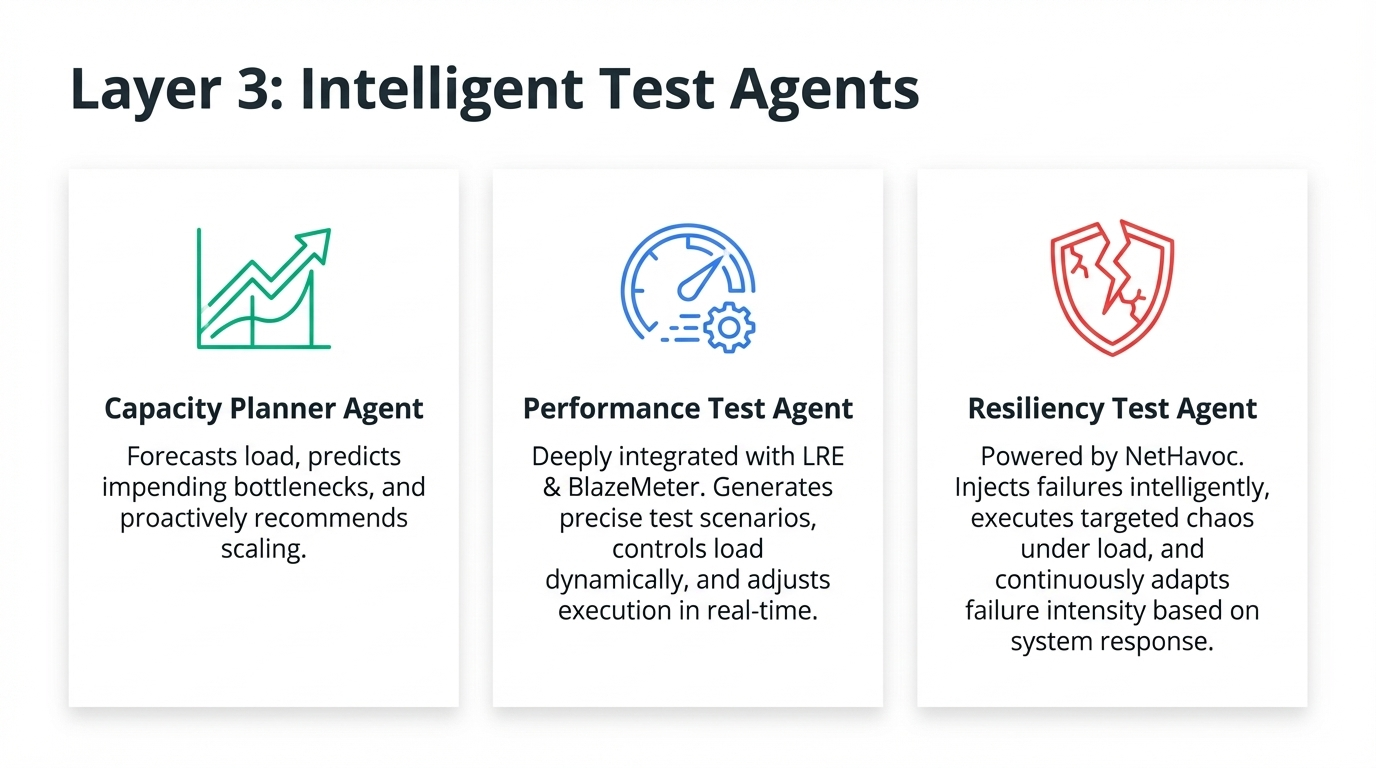 Layer 3: Intelligent Test Agents
Capacity Planner Agent
Forecasts load, predicts
impending bottlenecks, and
proactively recommends
scaling.
Performance Test Agent
Deeply integrated with LRE
& BlazeMeter. Generates
precise test scenarios,
controls load
dynamically, and adjusts
execution in real-time.
Resiliency Test Agent
Powered by NetHavoc.
Injects failures intelligently,
executes targeted chaos
under load, and
continuously adapts
failure intensity based on
system response.